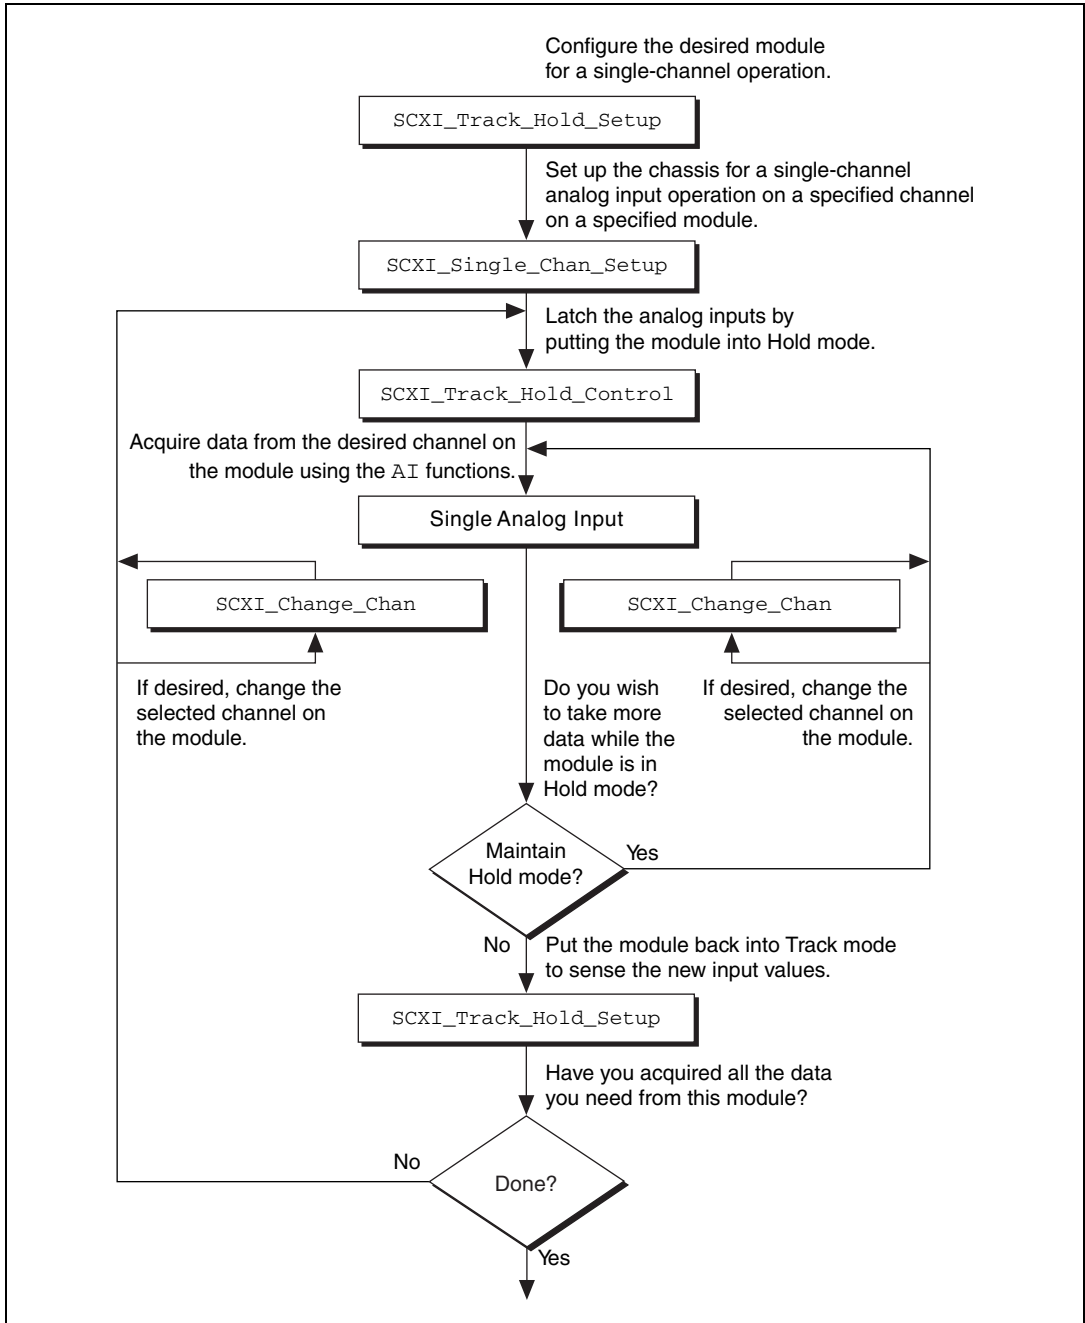 Configure the desired module
for a single-channel operation.
SCXI_Track_Hold_Setup
Set up the chassis for a single-channel
analog input operation on a specified channel
on a specified module.
SCXI_Single_Chan_Setup
Latch the analog inputs by
putting the module into Hold mode.
SCXI_Track_Hold_Control
Acquire data from the desired channel on
the module using the AI functions.
Single Analog Input
SCXI_Change_Chan
If desired, change the
selected channel on
the module.
SCXI_Change_Chan
If desired, change the
selected channel on
the module.
Do you wish
to take more
data while the
module is in
Hold mode?
Maintain
Hold mode?
Yes
No
Put the module back into Track mode
to sense the new input values.
SCXI_Track_Hold_Setup
Have you acquired all the data
you need from this module?
No
Done?
Yes